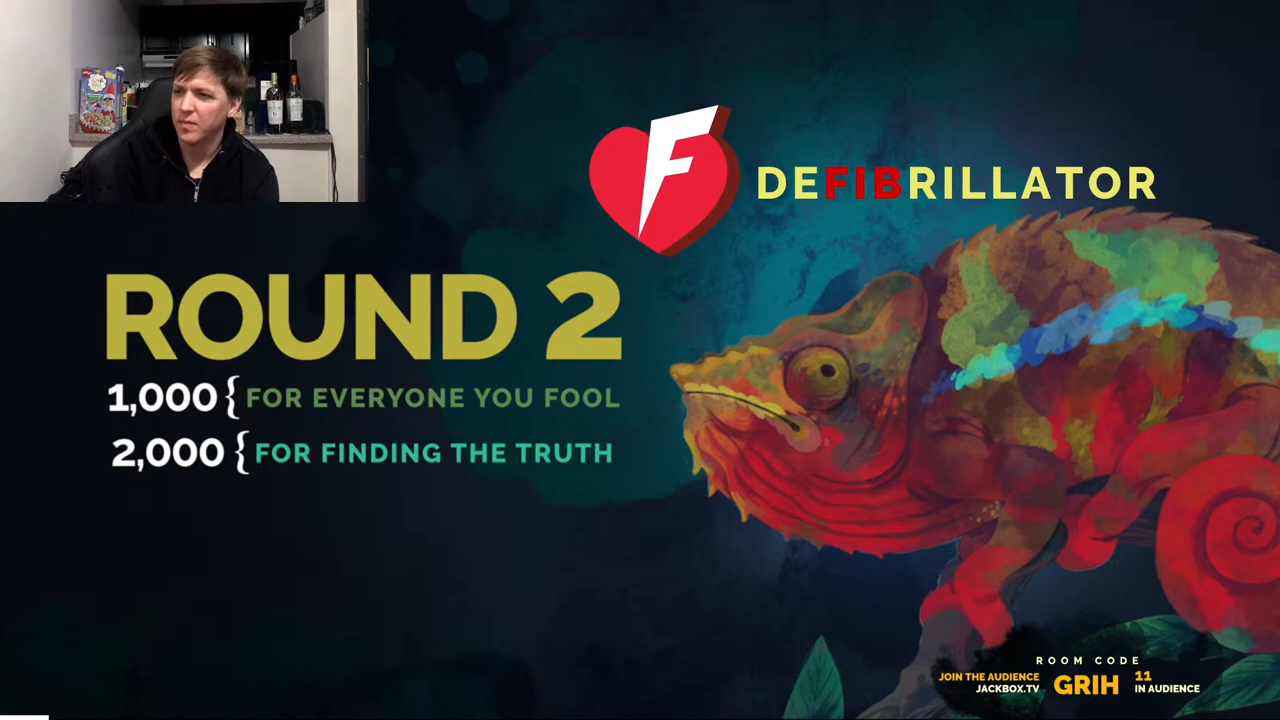 F
DEFIBRILLATOR
ROUND 2
1,000 { FOR EVERYONE YOU FOOL
2,000 { FOR FINDING THE TRUTH
ROOM CODE
JOIN THE AUDIENCE
JACKBOX.TV
GRIH
11
IN AUDIENCE